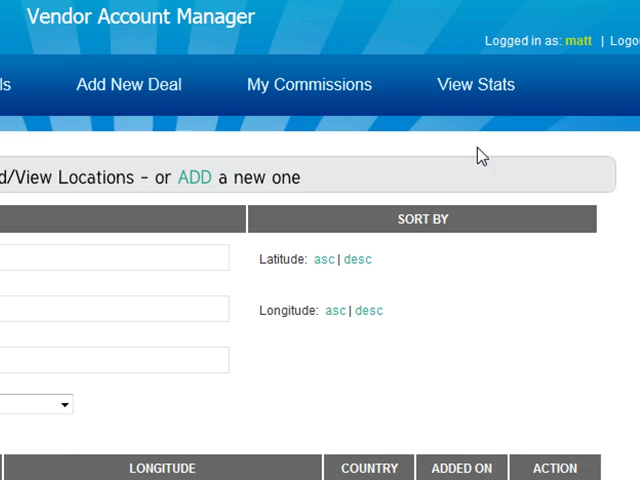 Vendor Account Manager
Logged in as: matt | Logo
ls Add New Deal My Commissions View Stats
d/View Locations - or ADD a new one
SORT BY
Latitude: asc | desc
Longitude: asc | desc
LONGITUDE COUNTRY ADDED ON ACTION